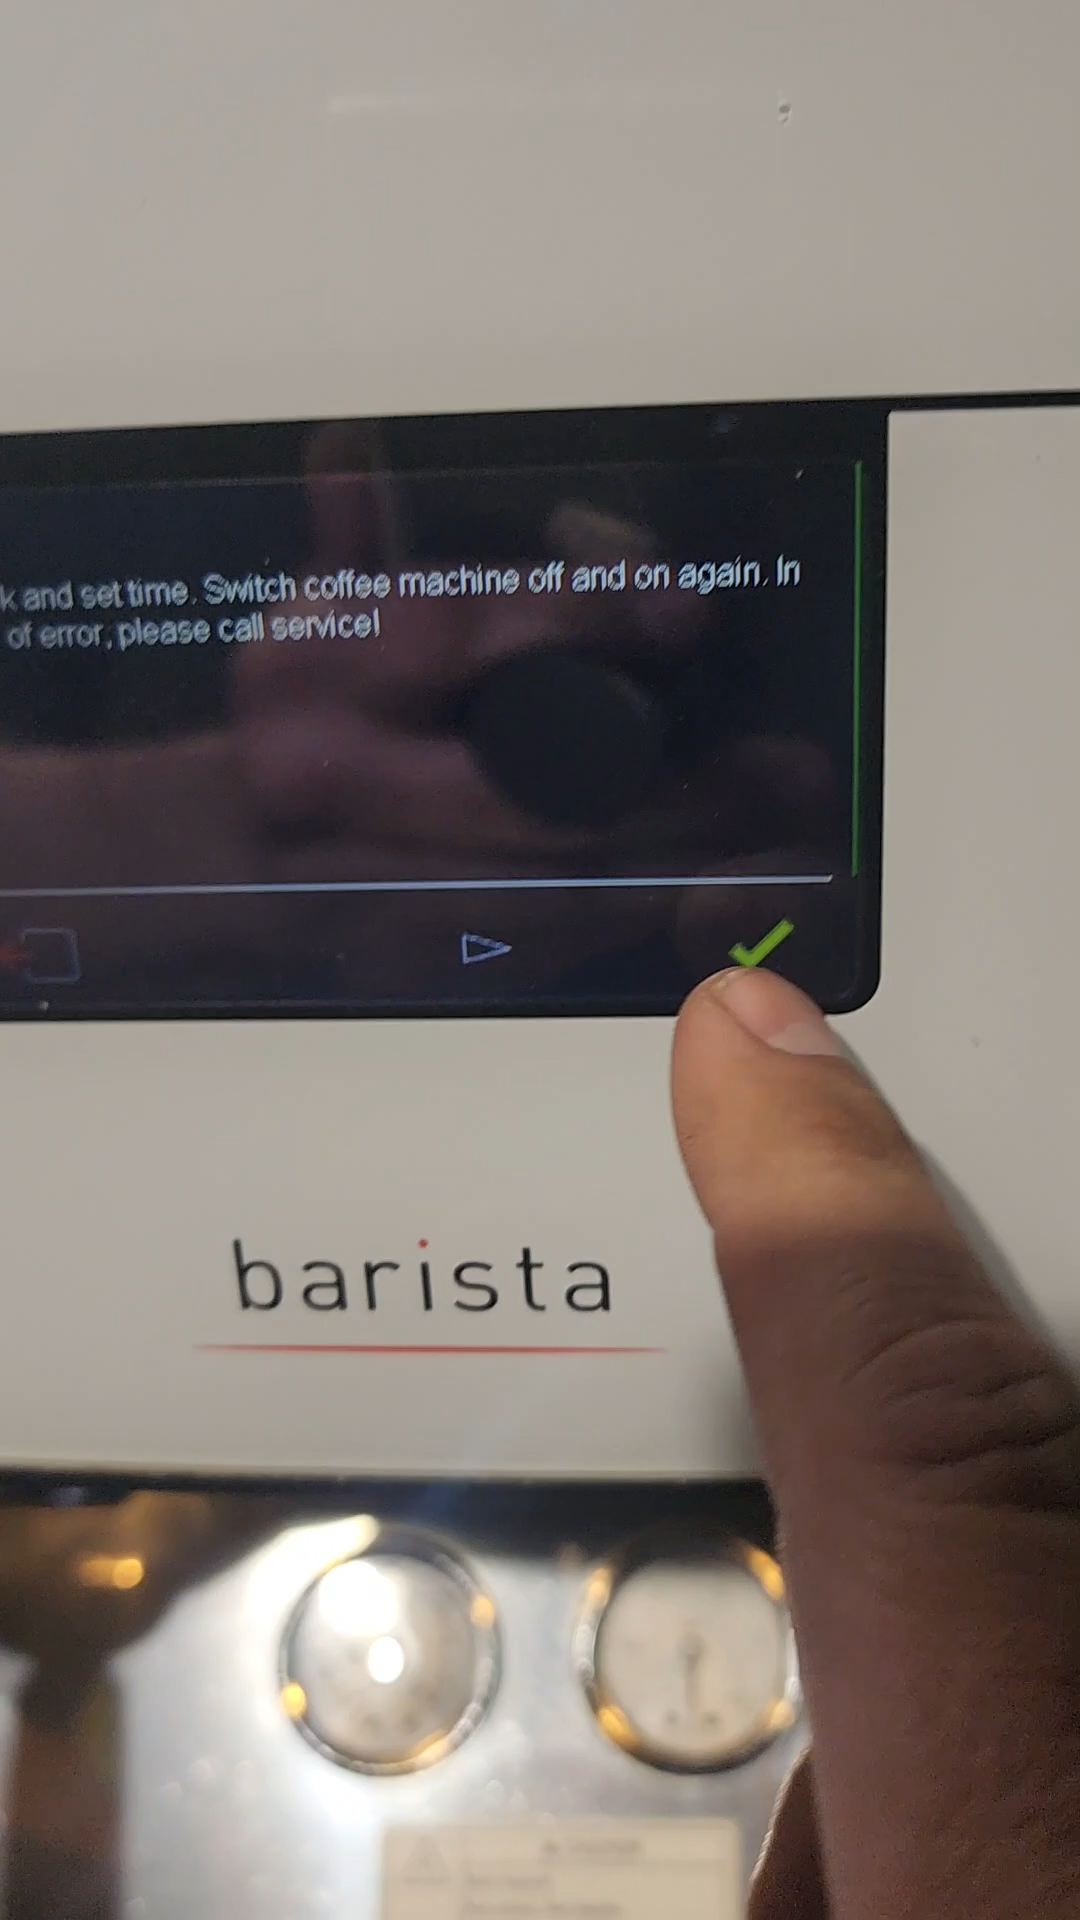 k and set time. Switch coffee machine off and on again. In
of error, please call service!
barista